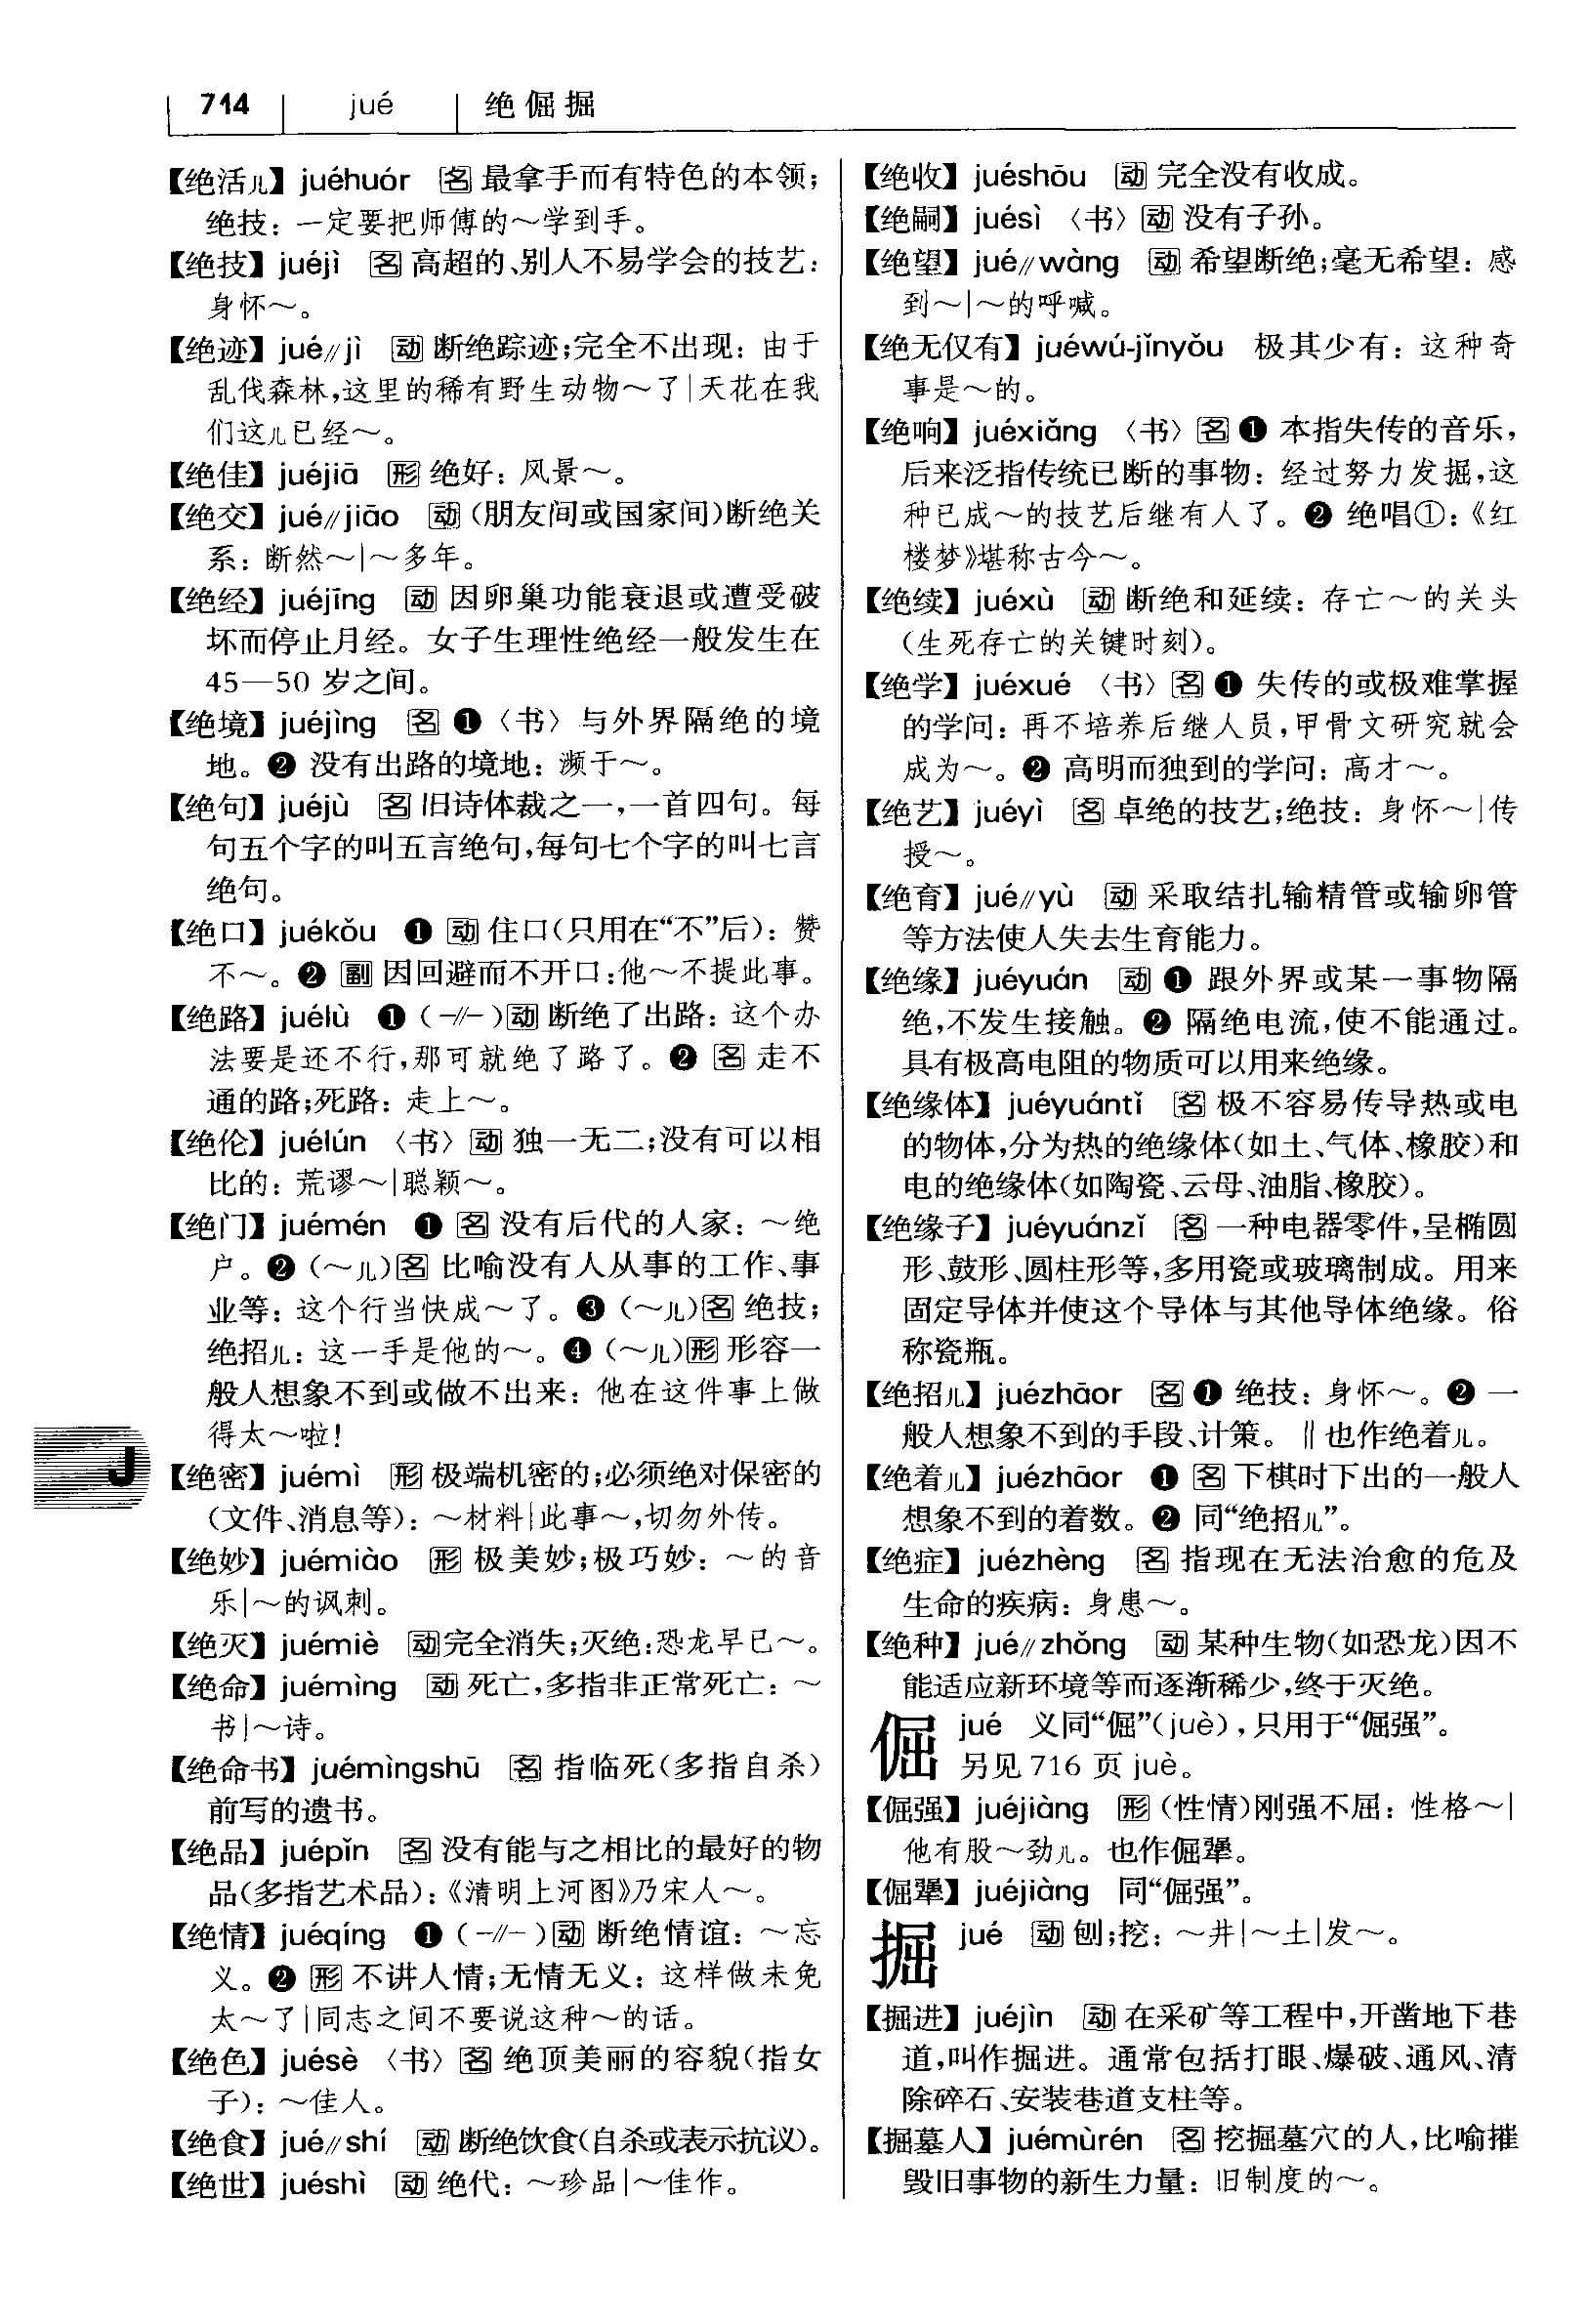 714 jué 绝倔掘
【绝活儿】juéhuór 名 最拿手而有特色的本领；
绝技：一定要把师傅的～学到手。
【绝技】juéjì 名 高超的、别人不易学会的技艺：
身怀～。
【绝迹】jué∥jì 动 断绝踪迹；完全不出现：由于
乱伐森林，这里的稀有野生动物～了|天花在我
们这儿已经～。
【绝佳】juéjiā 形 绝好：风景～。
【绝交】jué∥jiāo 动（朋友间或国家间）断绝关
系：断然～|～多年。
【绝经】juéjīng 动 因卵巢功能衰退或遭受破
坏而停止月经。女子生理性绝经一般发生在
45—50 岁之间。
【绝境】juéjìng 名 ❶〈书〉与外界隔绝的境
地。❷ 没有出路的境地：濒于～。
【绝句】juéjù 名 旧诗体裁之一，一首四句。每
句五个字的叫五言绝句，每句七个字的叫七言
绝句。
【绝口】juékǒu ❶ 动 住口（只用在“不”后）：赞
不～。❷ 副 因回避而不开口：他～不提此事。
【绝路】juélù ❶（-∥-）动 断绝了出路：这个办
法要是还不行，那可就绝了路了。❷ 名 走不
通的路；死路：走上～。
【绝伦】juélún〈书〉动 独一无二；没有可以相
比的：荒谬～|聪颖～。
【绝门】juémén ❶ 名 没有后代的人家：～绝
户。❷（～儿）名 比喻没有人从事的工作、事
业等：这个行当快成～了。❸（～儿）名 绝技；
绝招儿：这一手是他的～。❹（～儿）形 形容一
般人想象不到或做不出来：他在这件事上做
得太～啦！
【绝密】juémì 形 极端机密的；必须绝对保密的
（文件、消息等）：～材料|此事～，切勿外传。
【绝妙】juémiào 形 极美妙；极巧妙：～的音
乐|～的讽刺。
【绝灭】juémiè 动完全消失；灭绝：恐龙早已～。
【绝命】juémìng 动 死亡，多指非正常死亡：～
书|～诗。
【绝命书】juémìngshū 名 指临死（多指自杀）
前写的遗书。
【绝品】juépǐn 名 没有能与之相比的最好的物
品（多指艺术品）：《清明上河图》乃宋人～。
【绝情】juéqíng ❶（-∥-）动 断绝情谊：～忘
义。❷ 形 不讲人情；无情无义：这样做未免
太～了|同志之间不要说这种～的话。
【绝色】juésè〈书〉名 绝顶美丽的容貌（指女
子）：～佳人。
【绝食】jué∥shí 动 断绝饮食（自杀或表示抗议）。
【绝世】juéshì 动 绝代：～珍品|～佳作。
J
【绝收】juéshōu 动 完全没有收成。
【绝嗣】juésì〈书〉动 没有子孙。
【绝望】jué∥wàng 动 希望断绝；毫无希望：感
到～|～的呼喊。
【绝无仅有】juéwú-jǐnyǒu 极其少有：这种奇
事是～的。
【绝响】juéxiǎng〈书〉名 ❶ 本指失传的音乐，
后来泛指传统已断的事物：经过努力发掘，这
种已成～的技艺后继有人了。❷ 绝唱①：《红
楼梦》堪称古今～。
【绝续】juéxù 动 断绝和延续：存亡～的关头
（生死存亡的关键时刻）。
【绝学】juéxué〈书〉名 ❶ 失传的或极难掌握
的学问：再不培养后继人员，甲骨文研究就会
成为～。❷ 高明而独到的学问：高才～。
【绝艺】juéyì 名 卓绝的技艺；绝技：身怀～|传
授～。
【绝育】jué∥yù 动 采取结扎输精管或输卵管
等方法使人失去生育能力。
【绝缘】juéyuán 动 ❶ 跟外界或某一事物隔
绝，不发生接触。❷ 隔绝电流，使不能通过。
具有极高电阻的物质可以用来绝缘。
【绝缘体】juéyuántǐ 名 极不容易传导热或电
的物体，分为热的绝缘体（如土、气体、橡胶）和
电的绝缘体（如陶瓷、云母、油脂、橡胶）。
【绝缘子】juéyuánzǐ 名 一种电器零件，呈椭圆
形、鼓形、圆柱形等，多用瓷或玻璃制成。用来
固定导体并使这个导体与其他导体绝缘。俗
称瓷瓶。
【绝招儿】juézhāor 名 ❶ 绝技：身怀～。❷ 一
般人想象不到的手段、计策。‖也作绝着儿。
【绝着儿】juézhāor ❶ 名 下棋时下出的一般人
想象不到的着数。❷ 同“绝招儿”。
【绝症】juézhèng 名 指现在无法治愈的危及
生命的疾病：身患～。
【绝种】jué∥zhǒng 动 某种生物（如恐龙）因不
能适应新环境等而逐渐稀少，终于灭绝。
倔 jué 义同“倔”（juè），只用于“倔强”。
另见 716 页 juè。
【倔强】juéjiàng 形（性情）刚强不屈：性格～|
他有股～劲儿。也作倔犟。
【倔犟】juéjiàng 同“倔强”。
掘 jué 动 刨；挖：～井|～土|发～。
【掘进】juéjìn 动 在采矿等工程中，开凿地下巷
道，叫作掘进。通常包括打眼、爆破、通风、清
除碎石、安装巷道支柱等。
【掘墓人】juémùrén 名 挖掘墓穴的人，比喻摧
毁旧事物的新生力量：旧制度的～。